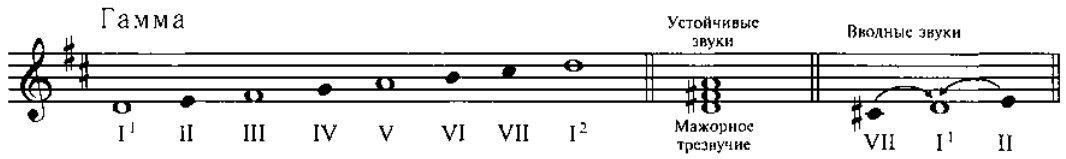 Гамма
Устойчивые
звуки
Вводные звуки
I¹ II III IV V VI VII I²
Мажорное
трезвучие
VII I¹ II